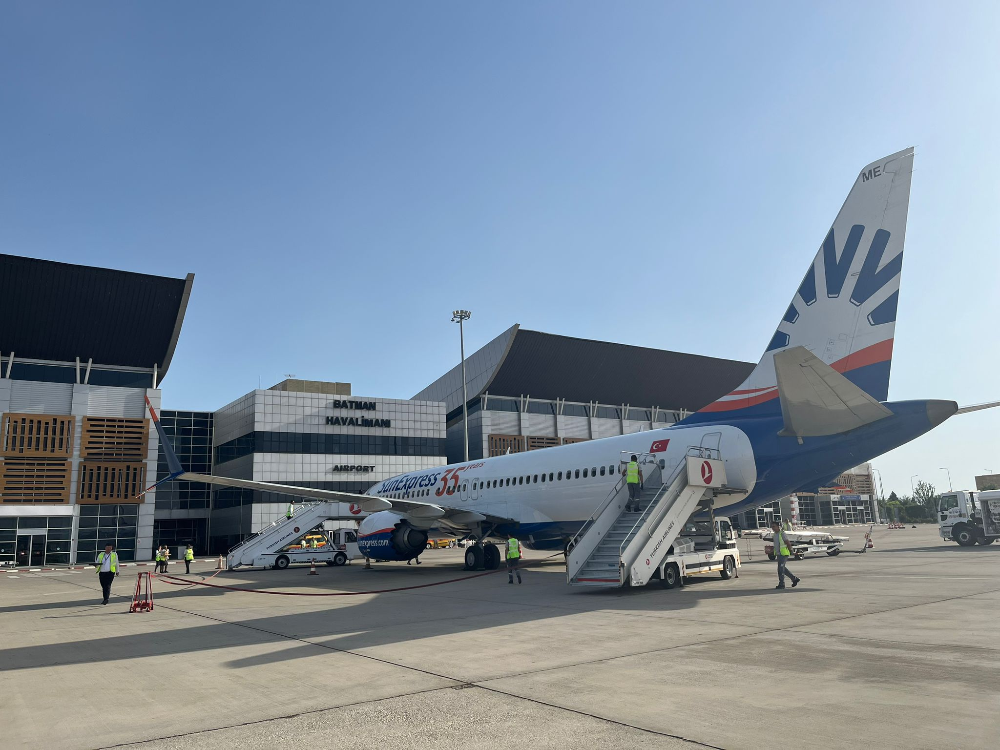 ME
BATMAN
HAVALİMANI
AIRPORT
SunExpress 35 years
sunexpress.com
TURKISH AIRLINES
TURKISH AIRLINES